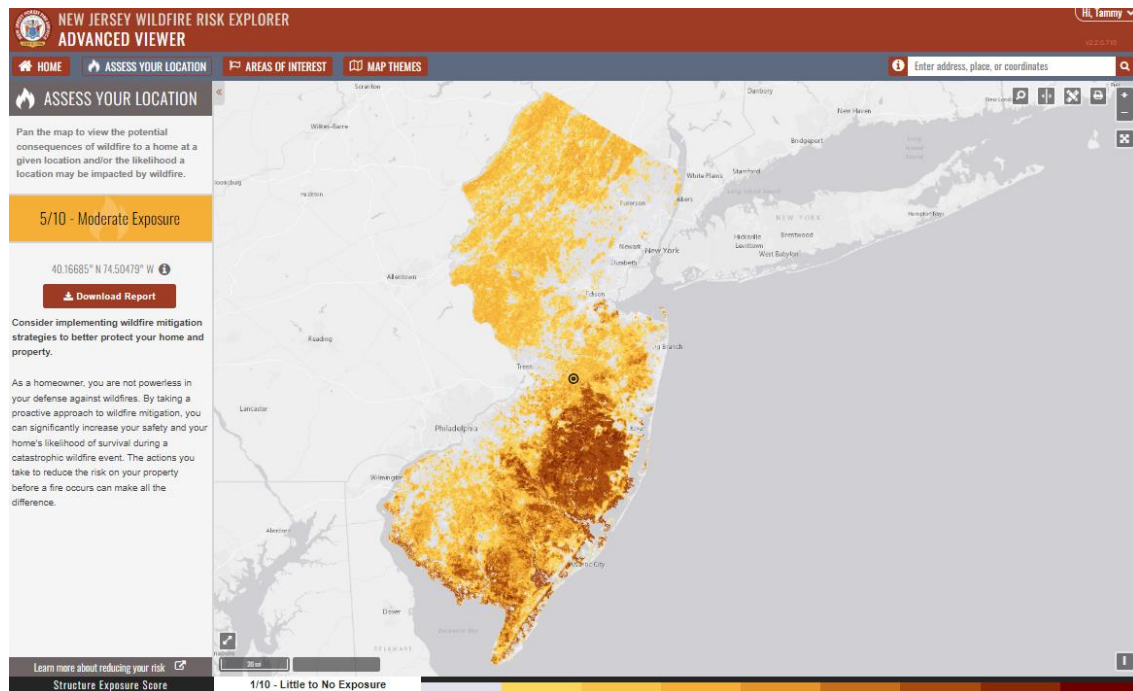 NEW JERSEY WILDFIRE RISK EXPLORER
ADVANCED VIEWER
Hi, Tammy
HOME
ASSESS YOUR LOCATION
AREAS OF INTEREST
MAP THEMES
Enter address, place, or coordinates
ASSESS YOUR LOCATION
Pan the map to view the potential
consequences of wildfire to a home at a
given location and/or the likelihood a
location may be impacted by wildfire.
5/10 - Moderate Exposure
40.16685° N 74.50479° W
Download Report
Consider implementing wildfire mitigation
strategies to better protect your home and
property.
As a homeowner, you are not powerless in
your defense against wildfires. By taking a
proactive approach to wildfire mitigation, you
can significantly increase your safety and your
home's likelihood of survival during a
catastrophic wildfire event. The actions you
take to reduce the risk on your property
before a fire occurs can make all the
difference.
Learn more about reducing your risk
Structure Exposure Score
1/10 - Little to No Exposure
Scranton
Danbury
New Haven
Wilkes-Barre
Bridgeport
White Plains
Stamford
Paterson
NEW YORK
Newark
New York
Hicksville
Brentwood
Levittown
West Babylon
Allentown
Edison
Reading
Lancaster
Philadelphia
Wilmington
Dover
DELAWARE
20 mi